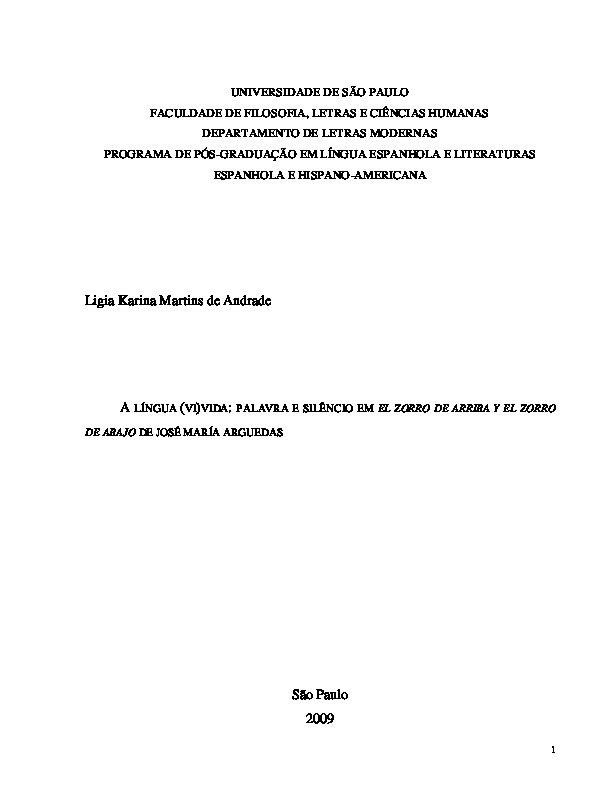 UNIVERSIDADE DE SÃO PAULO
FACULDADE DE FILOSOFIA, LETRAS E CIÊNCIAS HUMANAS
DEPARTAMENTO DE LETRAS MODERNAS
PROGRAMA DE PÓS-GRADUAÇÃO EM LÍNGUA ESPANHOLA E LITERATURAS
ESPANHOLA E HISPANO-AMERICANA
Ligia Karina Martins de Andrade
A LÍNGUA (VI)VIDA: PALAVRA E SILÊNCIO EM EL ZORRO DE ARRIBA Y EL ZORRO
DE ABAJO DE JOSÉ MARÍA ARGUEDAS
São Paulo
2009
1